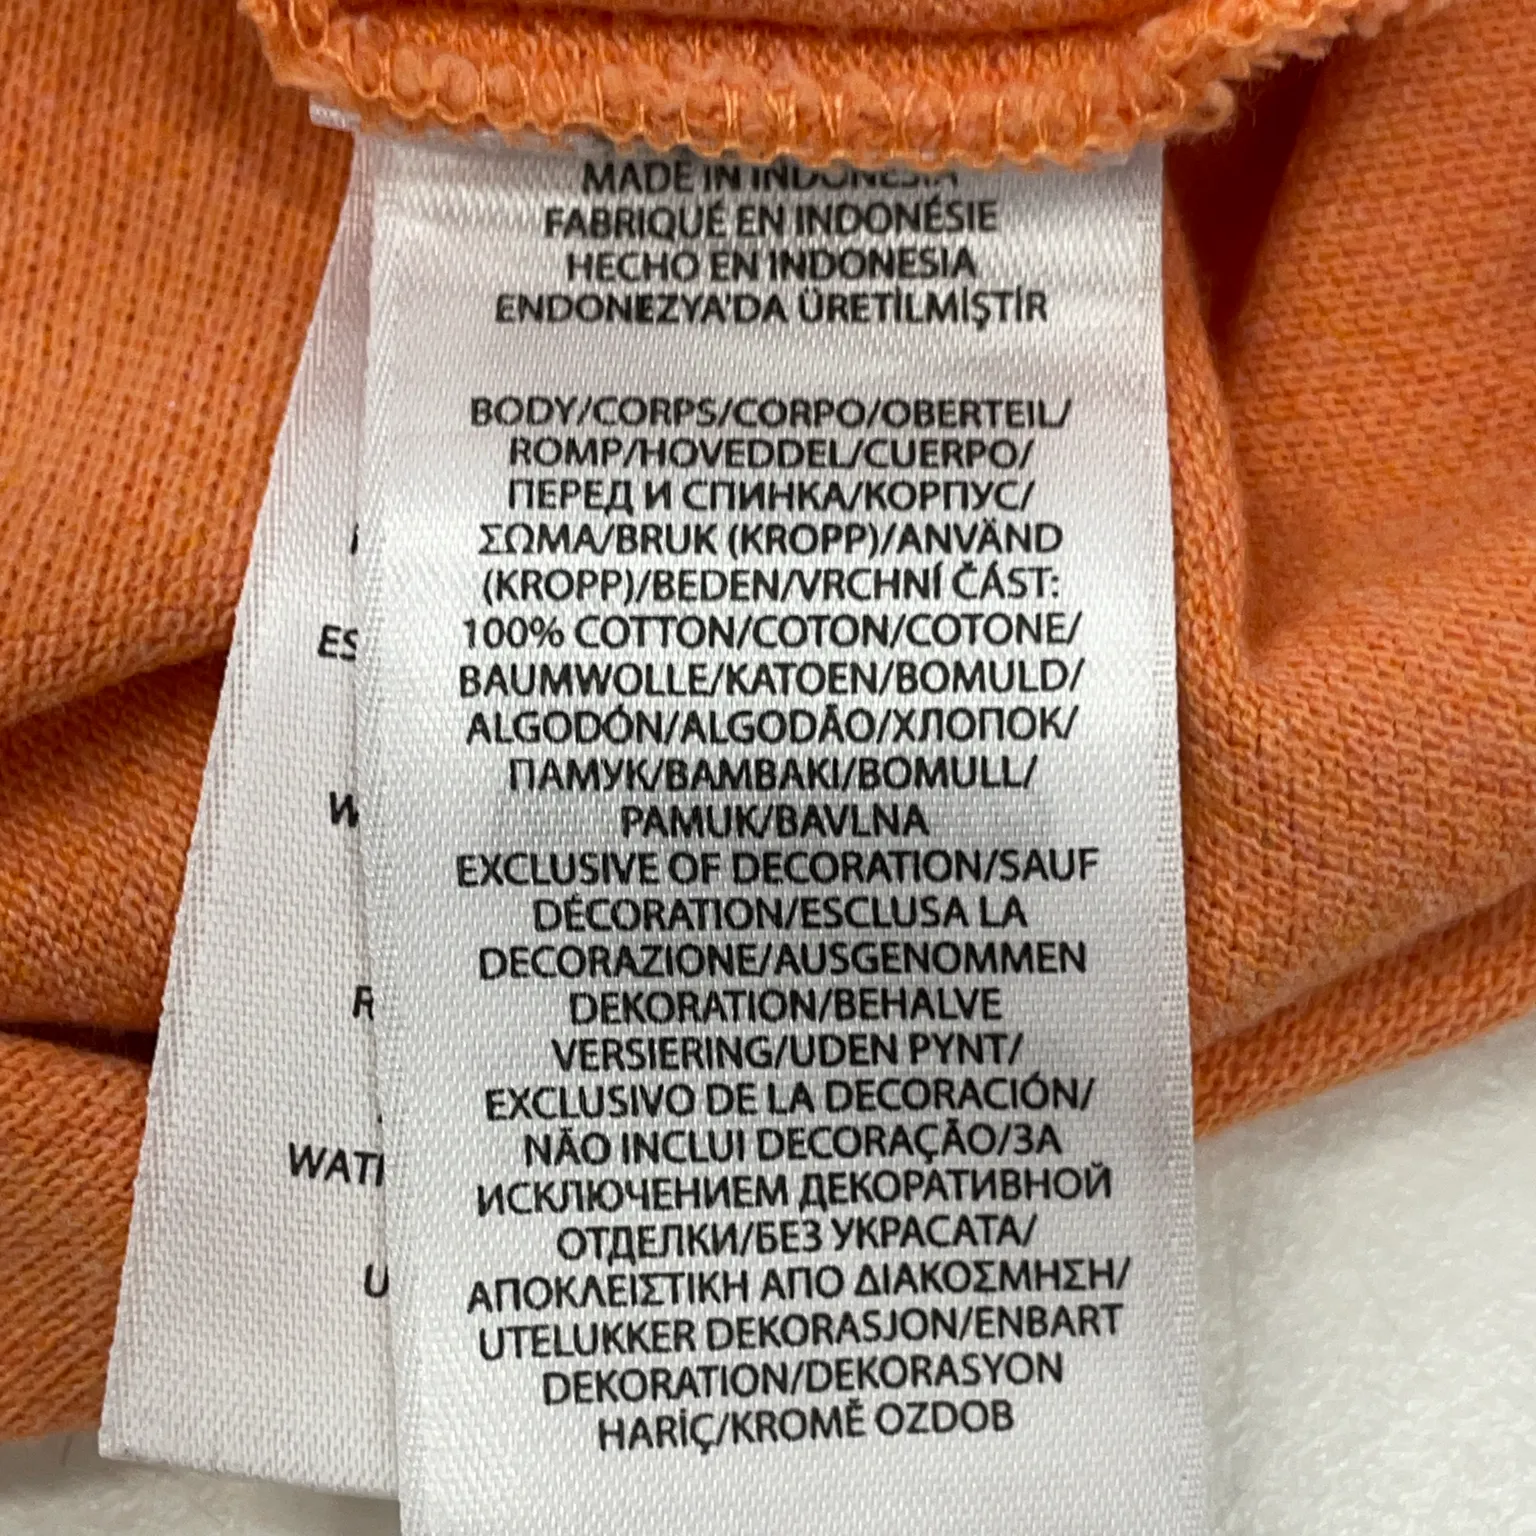 MADE IN INDONESIA
FABRIQUÉ EN INDONÉSIE
HECHO EN INDONESIA
ENDONEZYA'DA ÜRETİLMİŞTİR
BODY/CORPS/CORPO/OBERTEIL/
ROMP/HOVEDDEL/CUERPO/
ПЕРЕД И СПИНКА/КОРПУС/
ΣΩΜΑ/BRUK (KROPP)/ANVÄND
(KROPP)/BEDEN/VRCHNÍ ČÁST:
100% COTTON/COTON/COTONE/
BAUMWOLLE/KATOEN/BOMULD/
ALGODÓN/ALGODÃO/ХЛОПОК/
ПАМУК/ΒΑΜΒΑΚΙ/BOMULL/
PAMUK/BAVLNA
EXCLUSIVE OF DECORATION/SAUF
DÉCORATION/ESCLUSA LA
DECORAZIONE/AUSGENOMMEN
DEKORATION/BEHALVE
VERSIERING/UDEN PYNT/
EXCLUSIVO DE LA DECORACIÓN/
NÃO INCLUI DECORAÇÃO/ЗА
ИСКЛЮЧЕНИЕМ ДЕКОРАТИВНОЙ
ОТДЕЛКИ/БЕЗ УКРАСАТА/
ΑΠΟΚΛΕΙΣΤΙΚΗ ΑΠΟ ΔΙΑΚΟΣΜΗΣΗ/
UTELUKKER DEKORASJON/ENBART
DEKORATION/DEKORASYON
HARİÇ/KROMĚ OZDOB